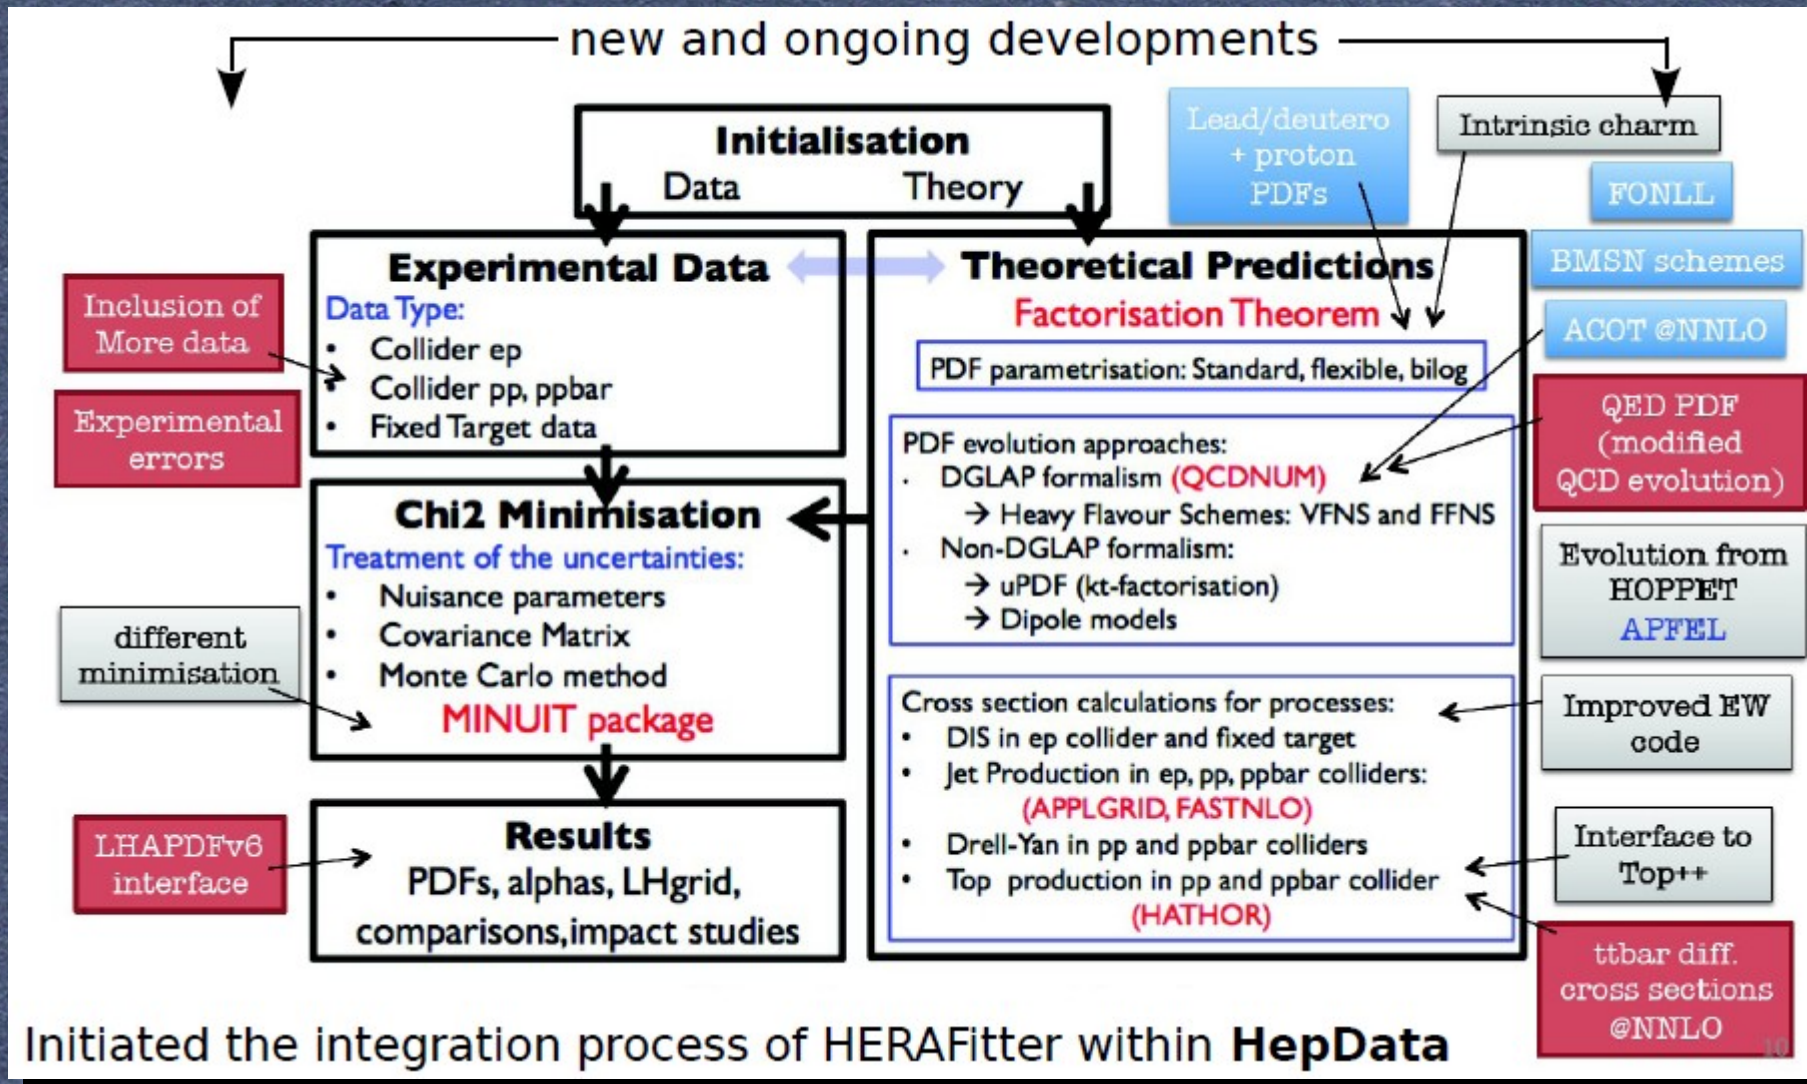 new and ongoing developments
Initialisation
Data Theory
Lead/deutero
+ proton
PDFs
Intrinsic charm
FONLL
BMSN schemes
ACOT @NNLO
QED PDF
(modified
QCD evolution)
Evolution from
HOPPET
APFEL
Improved EW
code
Interface to
Top++
ttbar diff.
cross sections
@NNLO
Inclusion of
More data
Experimental
errors
different
minimisation
LHAPDFv6
interface
Experimental Data
Data Type:
• Collider ep
• Collider pp, ppbar
• Fixed Target data
Chi2 Minimisation
Treatment of the uncertainties:
• Nuisance parameters
• Covariance Matrix
• Monte Carlo method
MINUIT package
Results
PDFs, alphas, LHgrid,
comparisons,impact studies
Theoretical Predictions
Factorisation Theorem
PDF parametrisation: Standard, flexible, bilog
PDF evolution approaches:
· DGLAP formalism (QCDNUM)
→ Heavy Flavour Schemes: VFNS and FFNS
· Non-DGLAP formalism:
→ uPDF (kt-factorisation)
→ Dipole models
Cross section calculations for processes:
• DIS in ep collider and fixed target
• Jet Production in ep, pp, ppbar colliders:
(APPLGRID, FASTNLO)
• Drell-Yan in pp and ppbar colliders
• Top production in pp and ppbar collider
(HATHOR)
Initiated the integration process of HERAFitter within HepData
10